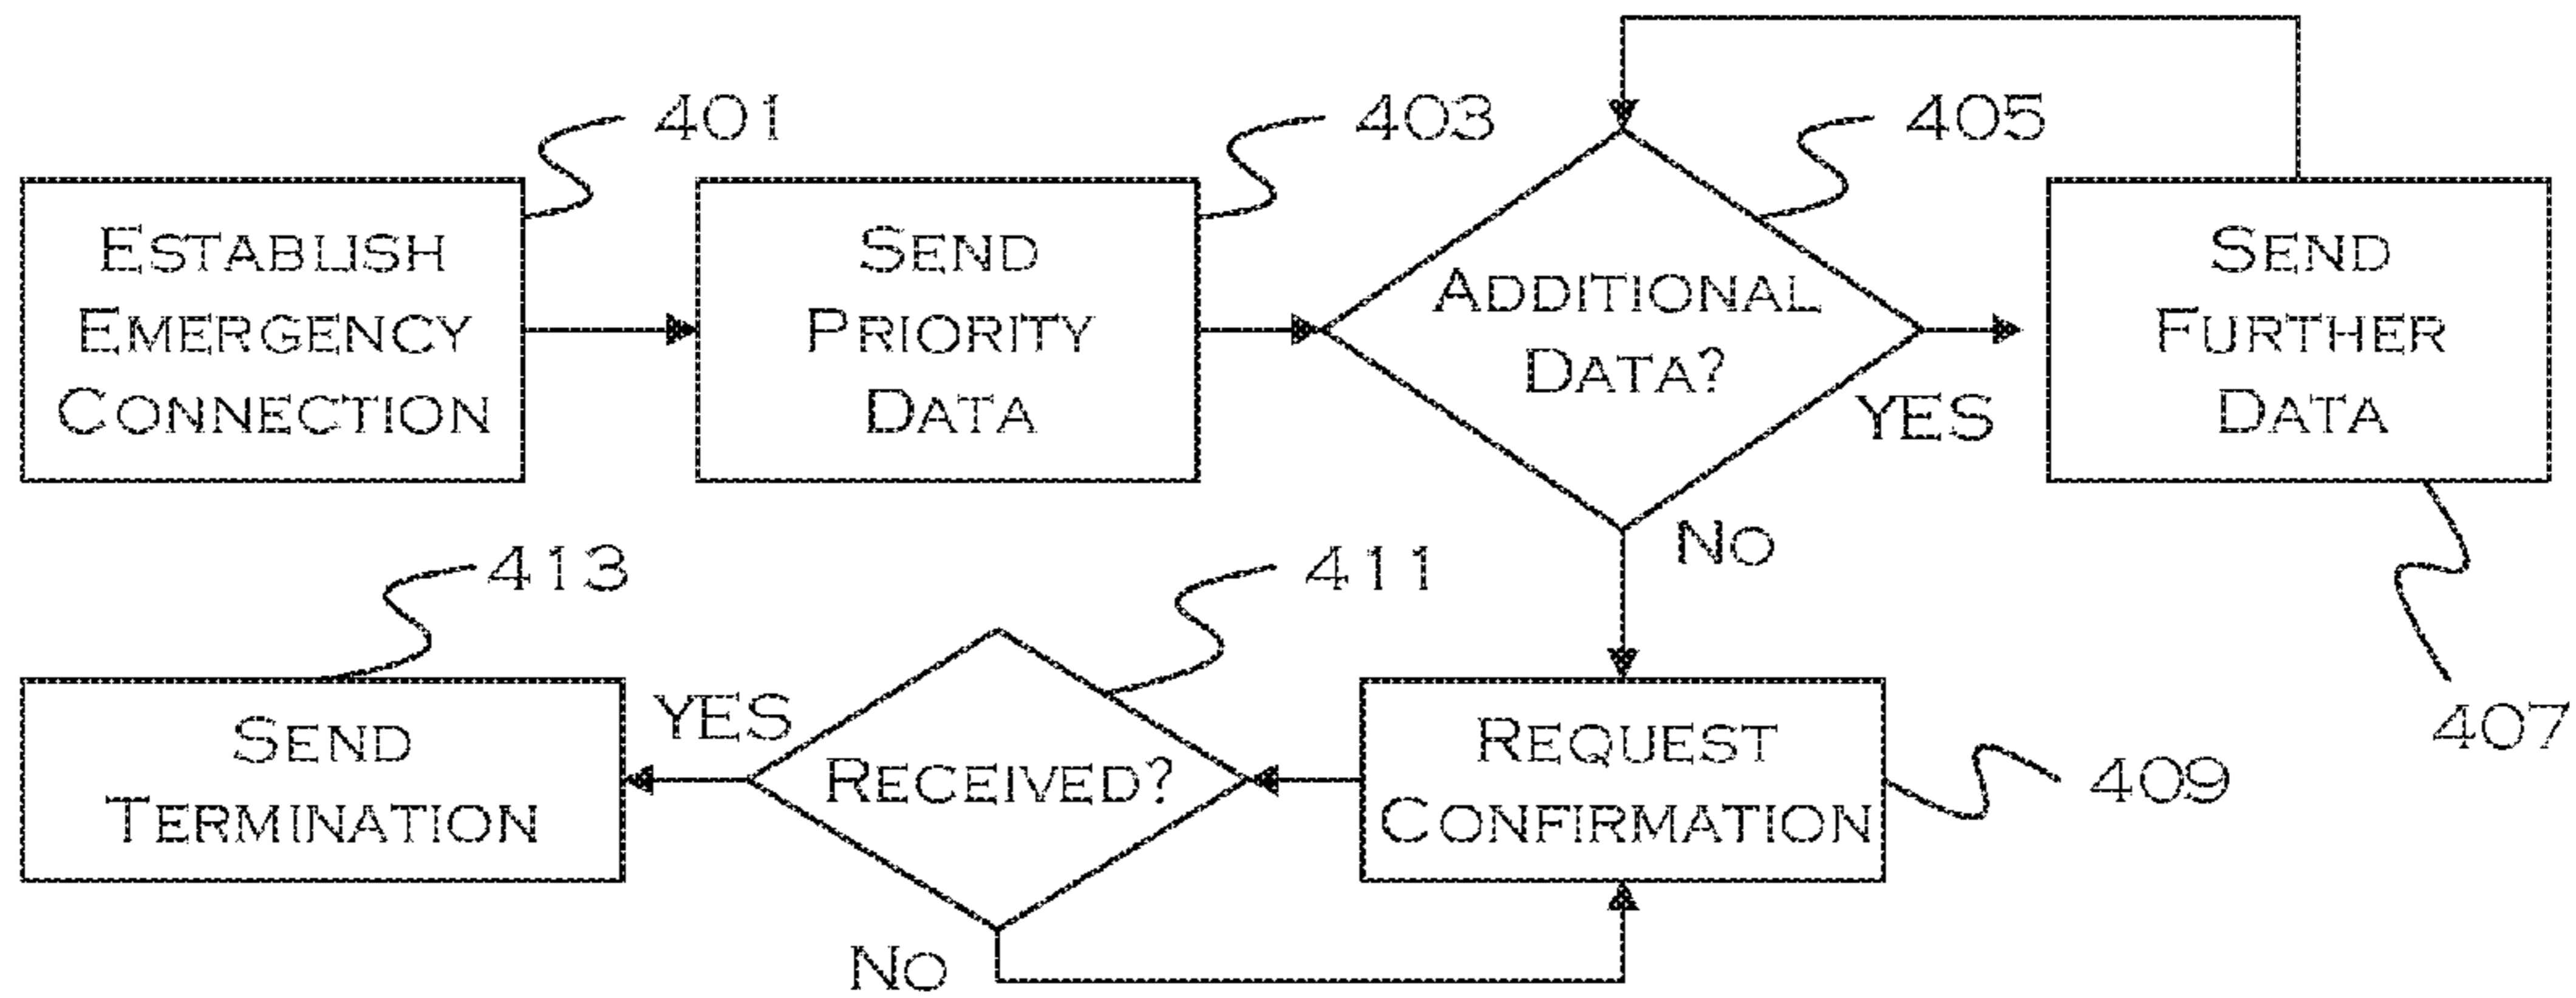 401
ESTABLISH
EMERGENCY
CONNECTION
403
SEND
PRIORITY
DATA
405
ADDITIONAL
DATA?
YES
NO
SEND
FURTHER
DATA
407
REQUEST
CONFIRMATION
409
411
RECEIVED?
YES
NO
413
SEND
TERMINATION